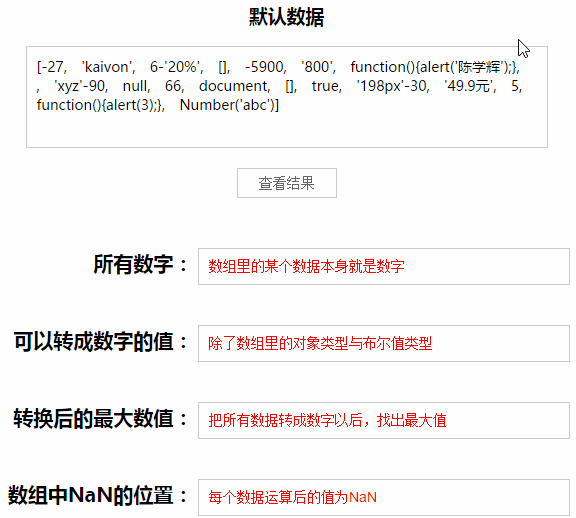 默认数据
[-27, 'kaivon', 6-'20%', [], -5900, '800', function(){alert('陈学辉');},
, 'xyz'-90, null, 66, document, [], true, '198px'-30, '49.9元', 5,
function(){alert(3);}, Number('abc')]
查看结果
所有数字： 数组里的某个数据本身就是数字
可以转成数字的值： 除了数组里的对象类型与布尔值类型
转换后的最大数值： 把所有数据转成数字以后，找出最大值
数组中NaN的位置： 每个数据运算后的值为NaN